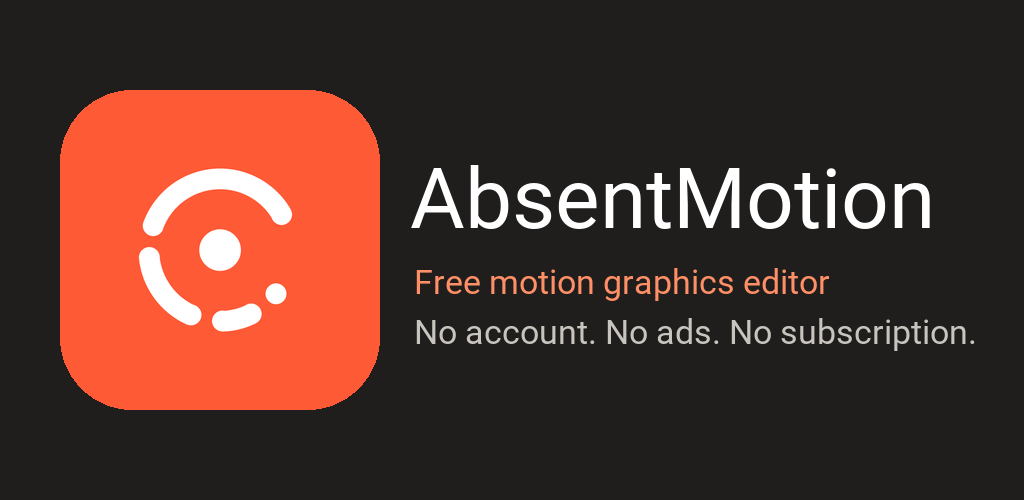 AbsentMotion
Free motion graphics editor
No account. No ads. No subscription.